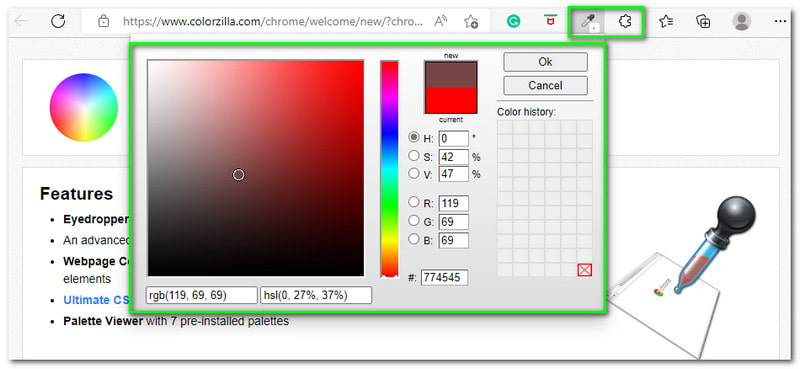 https://www.colorzilla.com/chrome/welcome/new/?chro...
new
current
Ok
Cancel
Color history:
H: 0 °
S: 42 %
V: 47 %
R: 119
G: 69
B: 69
#: 774545
rgb(119, 69, 69)
hsl(0, 27%, 37%)
Features
Eyedropper
An advanced
Webpage Co
elements
Ultimate CS
Palette Viewer with 7 pre-installed palettes